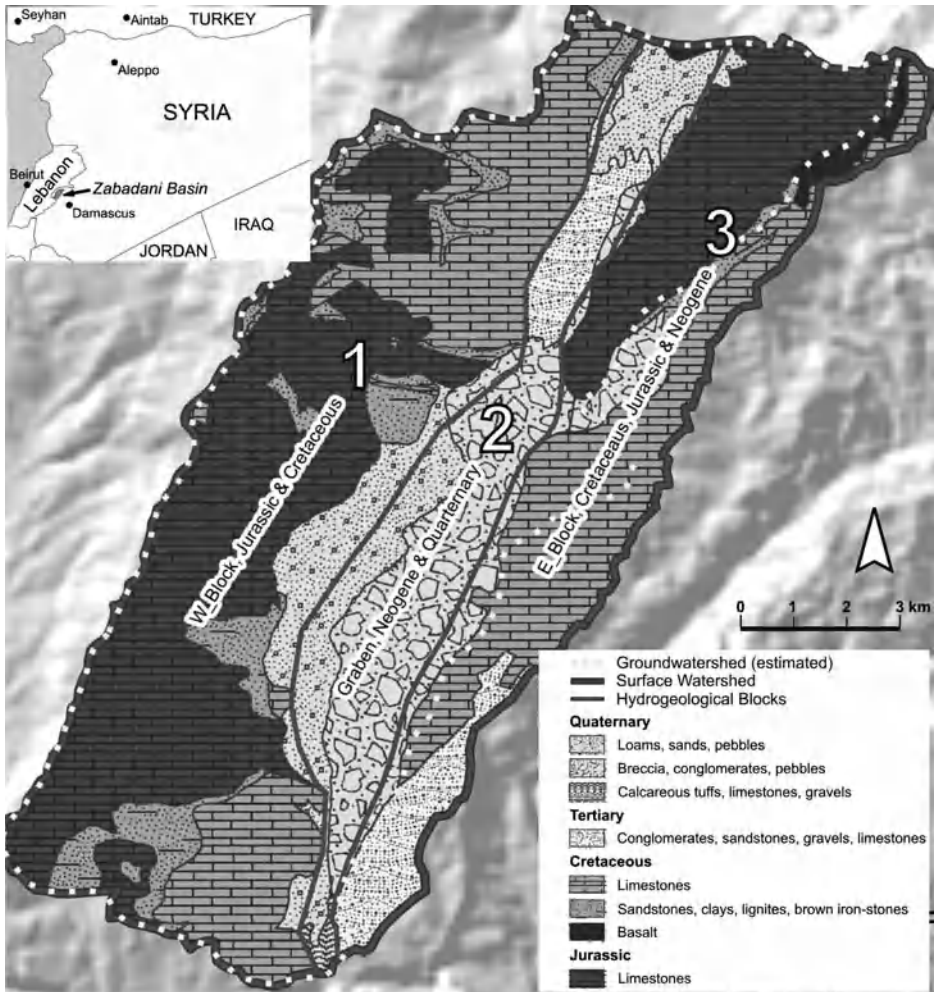 Seyhan
Aintab
TURKEY
Aleppo
SYRIA
Beirut
Lebanon
Zabadani Basin
Damascus
IRAQ
JORDAN
1
W_Block, Jurassic & Cretaceous
2
Graben, Neogene & Quarternary
3
E_Block, Cretaceaus, Jurassic & Neogene
0 1 2 3 km
Groundwatershed (estimated)
Surface Watershed
Hydrogeological Blocks
Quaternary
Loams, sands, pebbles
Breccia, conglomerates, pebbles
Calcareous tuffs, limestones, gravels
Tertiary
Conglomerates, sandstones, gravels, limestones
Cretaceous
Limestones
Sandstones, clays, lignites, brown iron-stones
Basalt
Jurassic
Limestones